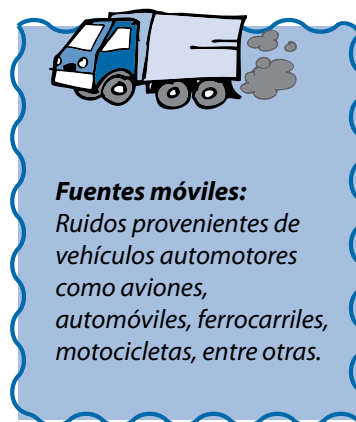 Fuentes móviles:
Ruidos provenientes de
vehículos automotores
como aviones,
automóviles, ferrocarriles,
motocicletas, entre otras.